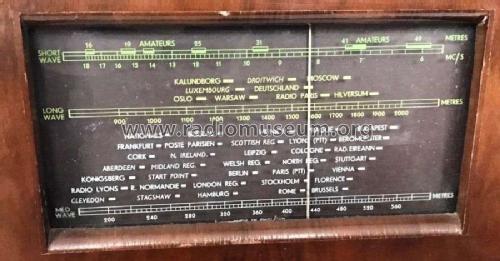 AMATEURS AMATEURS METRES
SHORT WAVE 16 19 25 31 41 49
18 17 16 15 14 13 12 11 10 9 8 7 6 MC/S
KALUNDBORG DROITWICH MOSCOW
LUXEMBOURG DEUTSCHLAND
OSLO WARSAW RADIO PARIS HILVERSUM
LONG WAVE METRES
900 1000 1100 1200 1300 1400 1500 1600 1700 1800 1900 2000
www.radiomuseum.org
FRANKFURT POSTE PARISIEN SCOTTISH REG LYONS (PTT) BEROMUNSTER
CORK N. IRELAND. LEIPZIG COLOGNE RAD. EIREANN
ABERDEEN MIDLAND REG. WELSH REG NORTH REG STUTTGART
KÖNIGSBERG START POINT BERLIN PARIS (PTT) VIENNA
RADIO LYONS R. NORMANDIE LONDON REG STOCKHOLM FLORENCE
GLEYEDON STAGSHAW HAMBURG ROME BRUSSELS
MED WAVE METRES
200 240 280 320 360 400 440 480 520 560